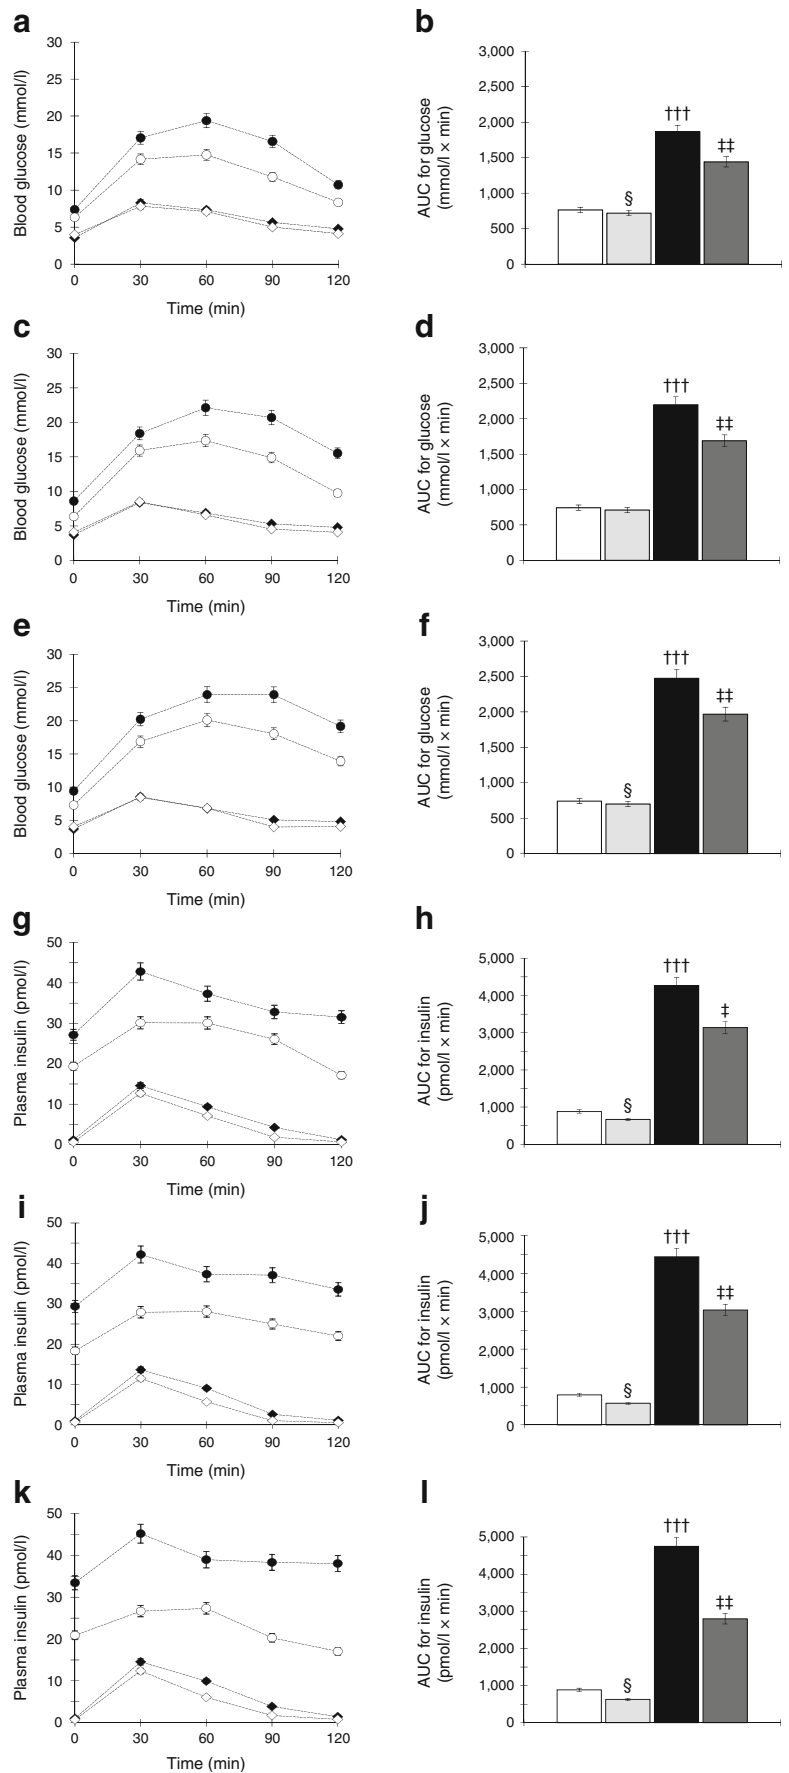 a
30
25
20
15
10
5
0
Blood glucose (mmol/l)
0 30 60 90 120
Time (min)
b
3,000
2,500
2,000
1,500
1,000
500
0
AUC for glucose
(mmol/l × min)
§ ††† ‡‡
c
30
25
20
15
10
5
0
Blood glucose (mmol/l)
0 30 60 90 120
Time (min)
d
3,000
2,500
2,000
1,500
1,000
500
0
AUC for glucose
(mmol/l × min)
††† ‡‡
e
30
25
20
15
10
5
0
Blood glucose (mmol/l)
0 30 60 90 120
Time (min)
f
3,000
2,500
2,000
1,500
1,000
500
0
AUC for glucose
(mmol/l × min)
§ ††† ‡‡
g
50
40
30
20
10
0
Plasma insulin (pmol/l)
0 30 60 90 120
Time (min)
h
5,000
4,000
3,000
2,000
1,000
0
AUC for insulin
(pmol/l × min)
§ ††† ‡
i
50
40
30
20
10
0
Plasma insulin (pmol/l)
0 30 60 90 120
Time (min)
j
5,000
4,000
3,000
2,000
1,000
0
AUC for insulin
(pmol/l × min)
§ ††† ‡‡
k
50
40
30
20
10
0
Plasma insulin (pmol/l)
0 30 60 90 120
Time (min)
l
5,000
4,000
3,000
2,000
1,000
0
AUC for insulin
(pmol/l × min)
§ ††† ‡‡